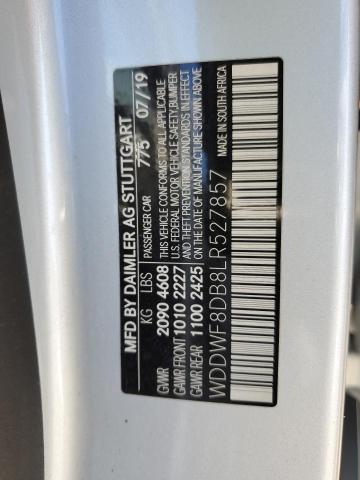 MFD BY DAIMLER AG STUTTGART
PASSENGER CAR 775 07/19
KG LBS
THIS VEHICLE CONFORMS TO ALL APPLICABLE
U.S. FEDERAL MOTOR VEHICLE SAFETY, BUMPER
AND THEFT PREVENTION STANDARDS IN EFFECT
ON THE DATE OF MANUFACTURE SHOWN ABOVE
GVWR 2090 4608
GAWR FRONT 1010 2227
GAWR REAR 1100 2425
MADE IN SOUTH AFRICA
WDDWF8DB8LR527857